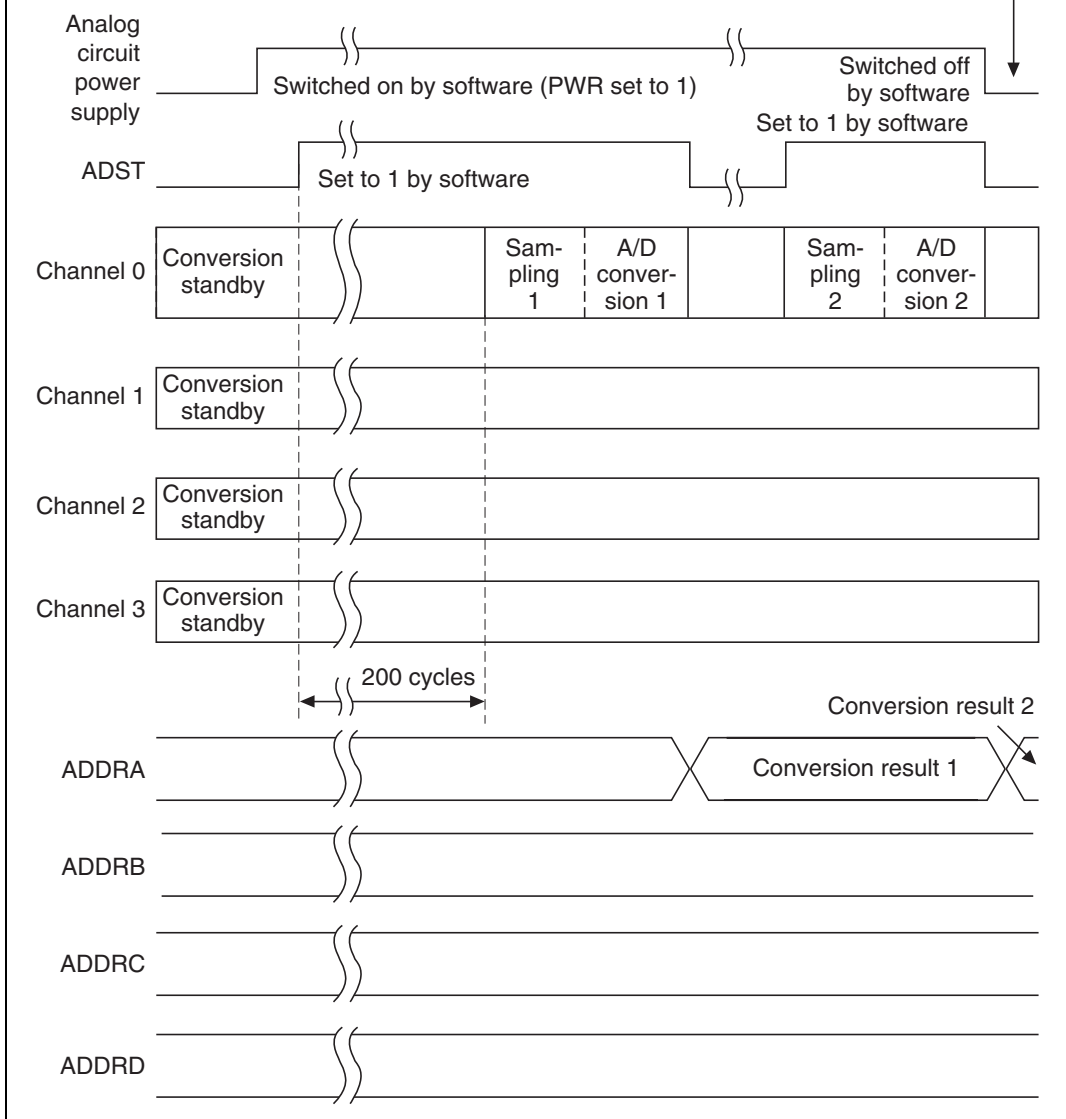 Analog
circuit
power
supply
Switched on by software (PWR set to 1)
Switched off
by software
Set to 1 by software
ADST
Set to 1 by software
Channel 0
Conversion
standby
Sam-
pling
1
A/D
conver-
sion 1
Sam-
pling
2
A/D
conver-
sion 2
Channel 1
Conversion
standby
Channel 2
Conversion
standby
Channel 3
Conversion
standby
200 cycles
Conversion result 2
ADDRA
Conversion result 1
ADDRB
ADDRC
ADDRD